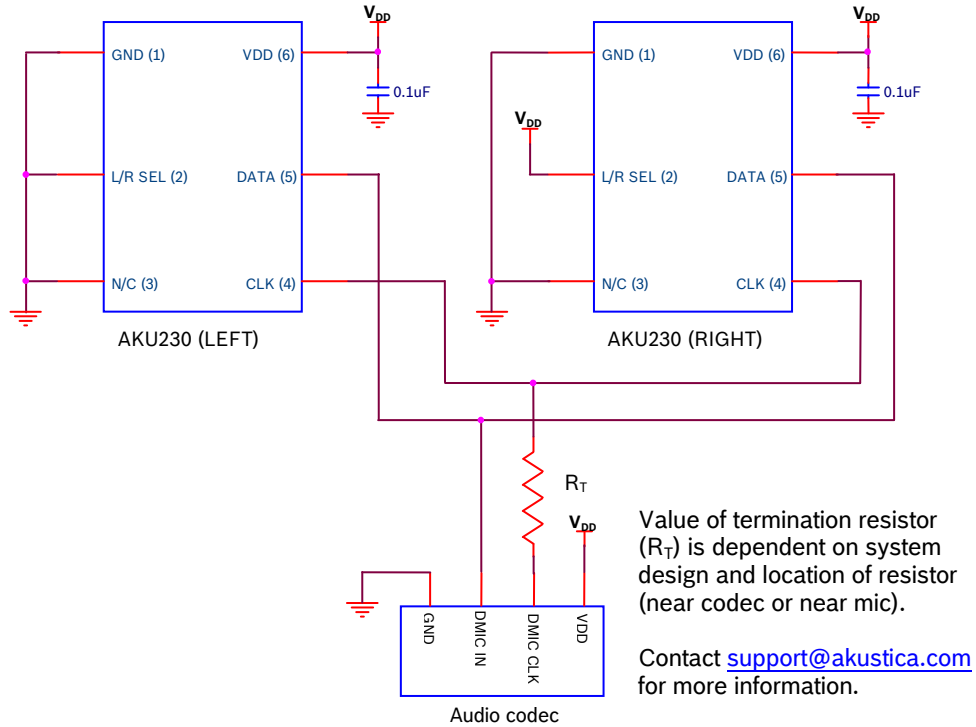 VDD
VDD
GND (1)
VDD (6)
0.1uF
L/R SEL (2)
DATA (5)
N/C (3)
CLK (4)
AKU230 (LEFT)
GND (1)
VDD (6)
0.1uF
VDD
L/R SEL (2)
DATA (5)
N/C (3)
CLK (4)
AKU230 (RIGHT)
RT
VDD
GND
DMIC IN
DMIC CLK
VDD
Audio codec
Value of termination resistor
(RT) is dependent on system
design and location of resistor
(near codec or near mic).
Contact support@akustica.com
for more information.